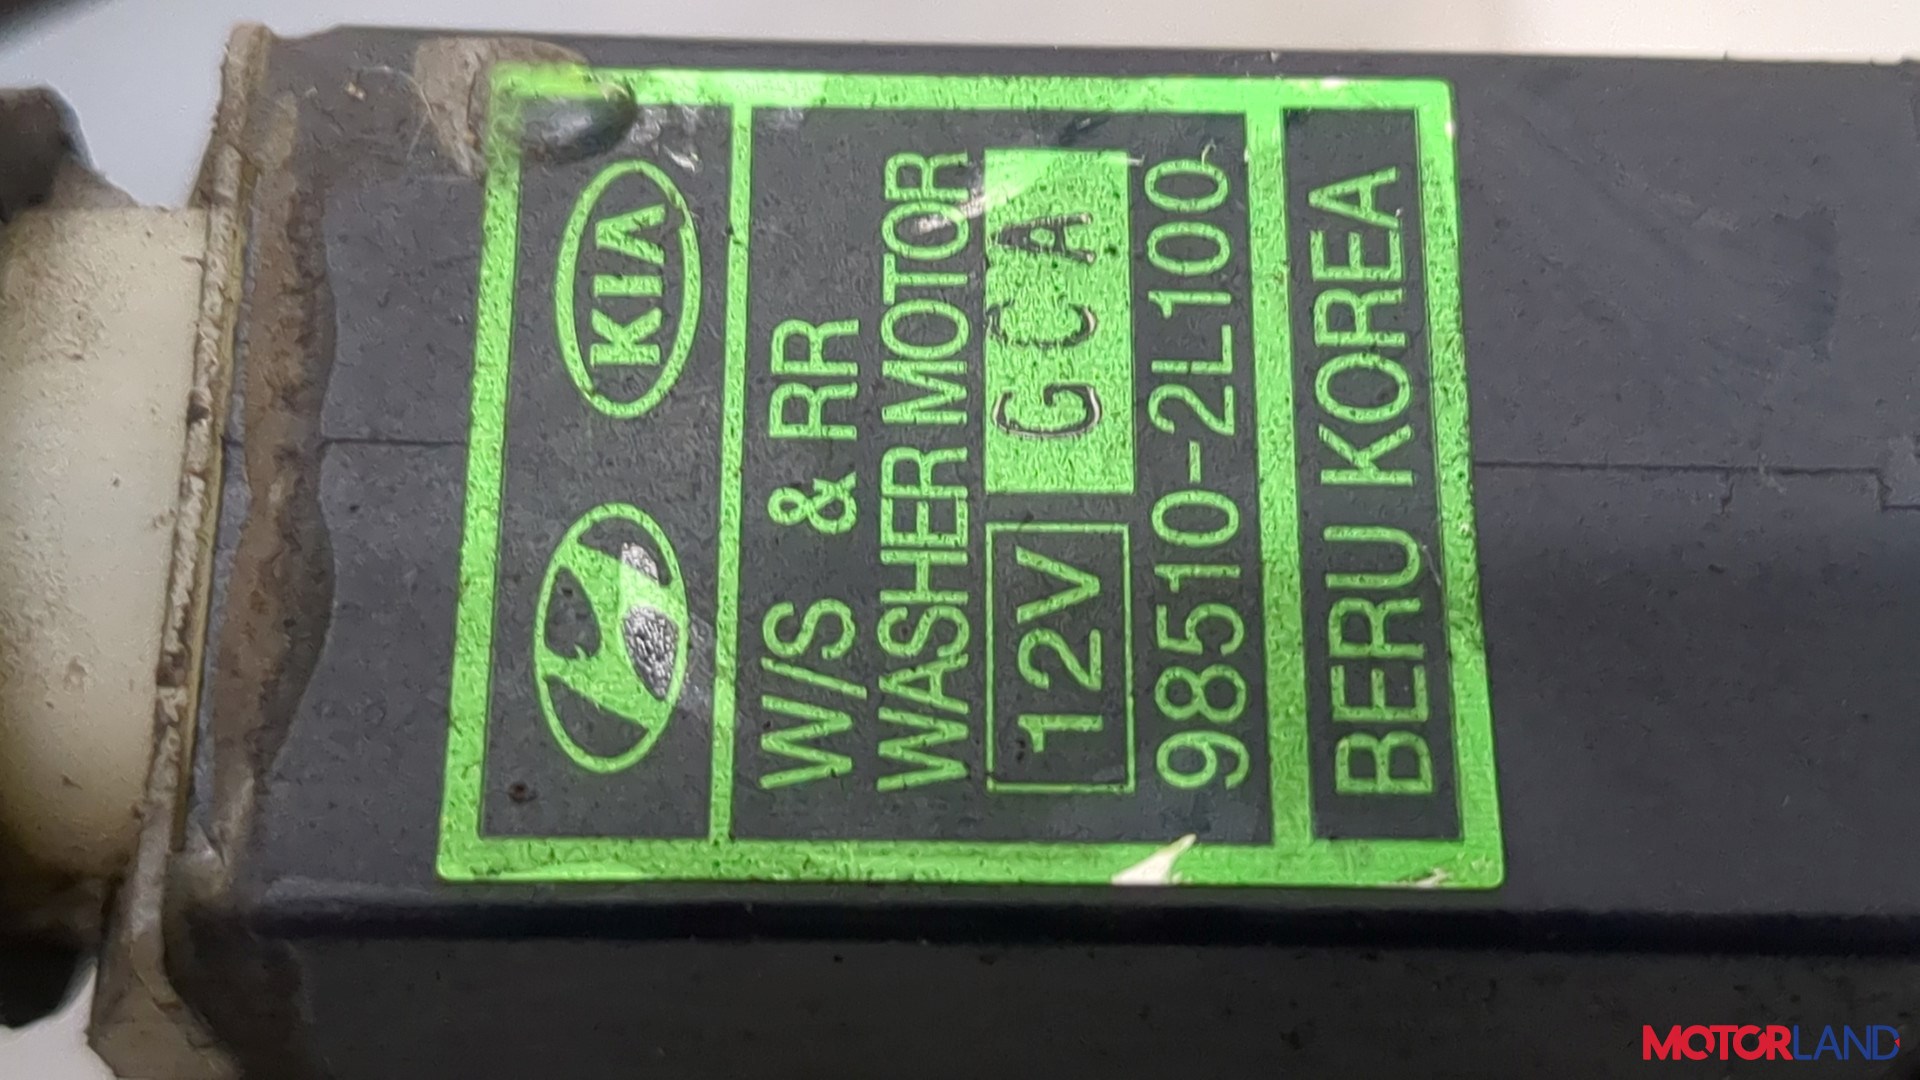 KIA
W/S & RR
WASHER MOTOR
12V GCA
98510-2L100
BERU KOREA
MOTORLAND